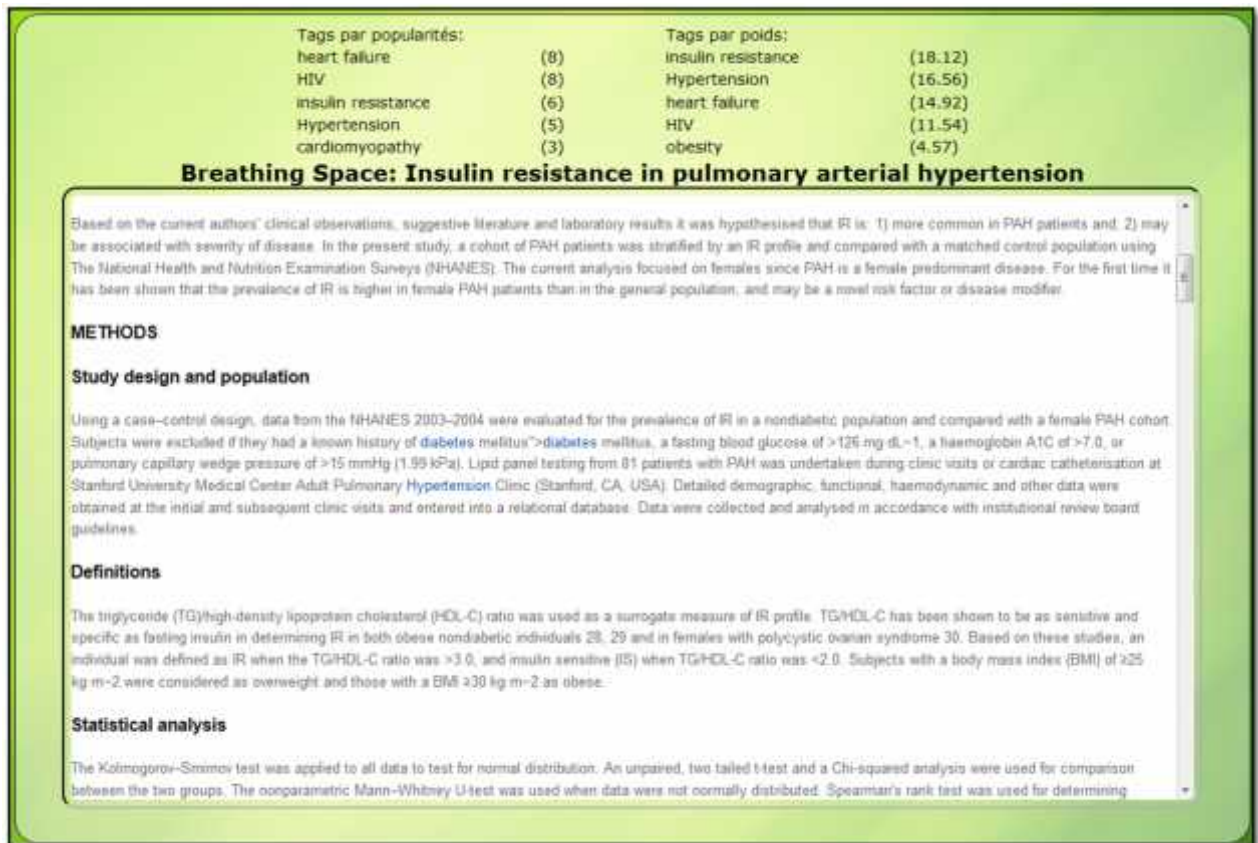 Tags par popularités: Tags par poids:
heart failure (8) insulin resistance (18.12)
HIV (8) Hypertension (16.56)
insulin resistance (6) heart failure (14.92)
Hypertension (5) HIV (11.54)
cardiomyopathy (3) obesity (4.57)
Breathing Space: Insulin resistance in pulmonary arterial hypertension
Based on the current authors' clinical observations, suggestive literature and laboratory results it was hypothesised that IR is: 1) more common in PAH patients and; 2) may
be associated with severity of disease. In the present study, a cohort of PAH patients was stratified by an IR profile and compared with a matched control population using
The National Health and Nutrition Examination Surveys (NHANES). The current analysis focused on females since PAH is a female predominant disease. For the first time it
has been shown that the prevalence of IR is higher in female PAH patients than in the general population, and may be a novel risk factor or disease modifier.
METHODS
Study design and population
Using a case–control design, data from the NHANES 2003–2004 were evaluated for the prevalence of IR in a nondiabetic population and compared with a female PAH cohort.
Subjects were excluded if they had a known history of diabetes mellitus">diabetes mellitus, a fasting blood glucose of >126 mg·dL−1, a haemoglobin A1C of >7.0, or
pulmonary capillary wedge pressure of >15 mmHg (1.99 kPa). Lipid panel testing from 81 patients with PAH was undertaken during clinic visits or cardiac catheterisation at
Stanford University Medical Center Adult Pulmonary Hypertension Clinic (Stanford, CA, USA). Detailed demographic, functional, haemodynamic and other data were
obtained at the initial and subsequent clinic visits and entered into a relational database. Data were collected and analysed in accordance with institutional review board
guidelines.
Definitions
The triglyceride (TG)/high-density lipoprotein cholesterol (HDL-C) ratio was used as a surrogate measure of IR profile. TG/HDL-C has been shown to be as sensitive and
specific as fasting insulin in determining IR in both obese nondiabetic individuals 28, 29 and in females with polycystic ovarian syndrome 30. Based on these studies, an
individual was defined as IR when the TG/HDL-C ratio was >3.0, and insulin sensitive (IS) when TG/HDL-C ratio was <2.0. Subjects with a body mass index (BMI) of ≥25
kg·m−2 were considered as overweight and those with a BMI ≥30 kg·m−2 as obese.
Statistical analysis
The Kolmogorov–Smirnov test was applied to all data to test for normal distribution. An unpaired, two tailed t-test and a Chi-squared analysis were used for comparison
between the two groups. The nonparametric Mann–Whitney U-test was used when data were not normally distributed. Spearman's rank test was used for determining